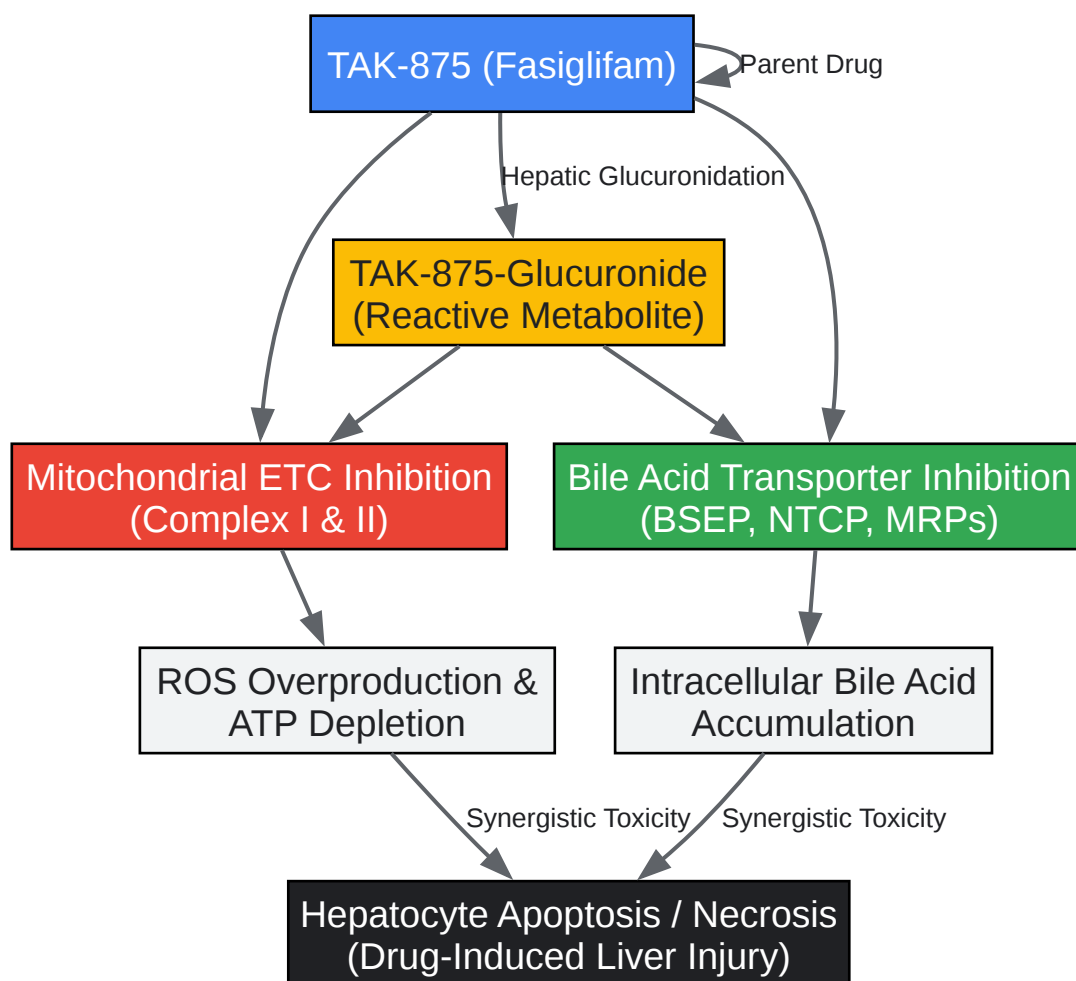 TAK-875 (Fasiglifam)
Parent Drug
Hepatic Glucuronidation
TAK-875-Glucuronide
(Reactive Metabolite)
Mitochondrial ETC Inhibition
(Complex I & II)
Bile Acid Transporter Inhibition
(BSEP, NTCP, MRPs)
ROS Overproduction &
ATP Depletion
Intracellular Bile Acid
Accumulation
Synergistic Toxicity
Synergistic Toxicity
Hepatocyte Apoptosis / Necrosis
(Drug-Induced Liver Injury)